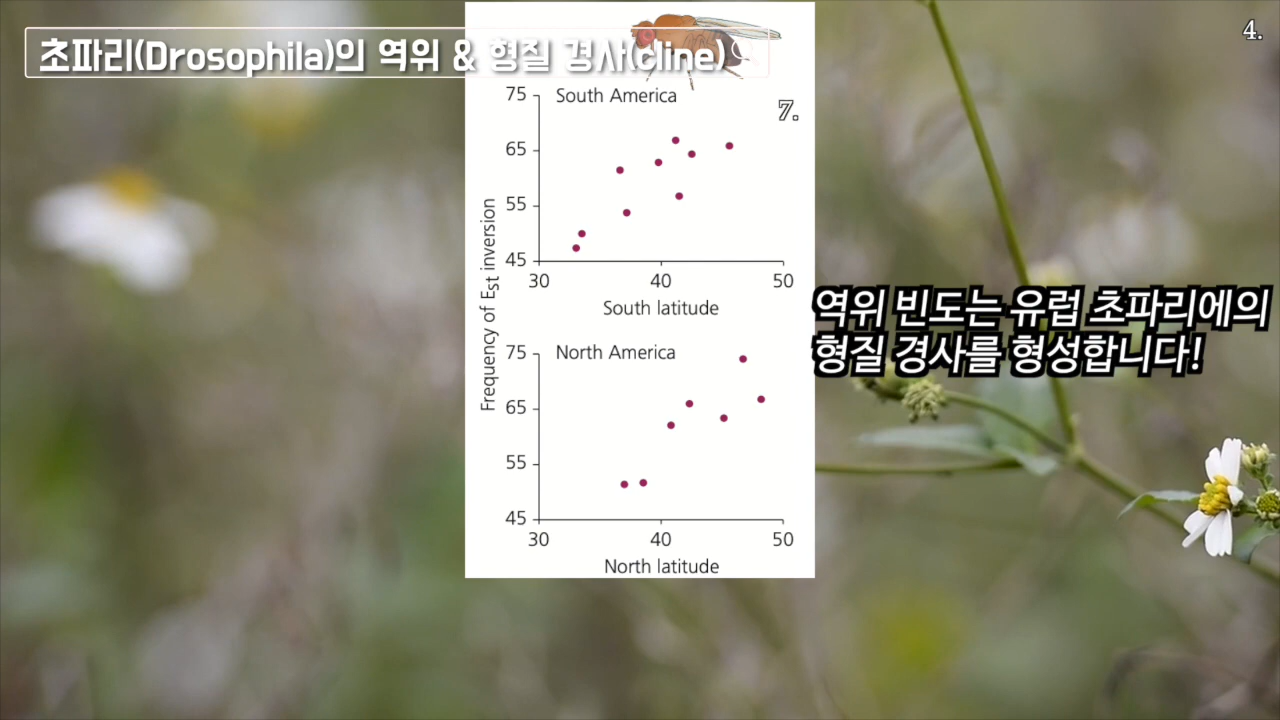 초파리(Drosophila)의 역위 & 형질 경사(cline)
4.
7.
South America
75
65
55
45
30 40 50
South latitude
Frequency of Est inversion
North America
75
65
55
45
30 40 50
North latitude
역위 빈도는 유럽 초파리에의
형질 경사를 형성합니다!